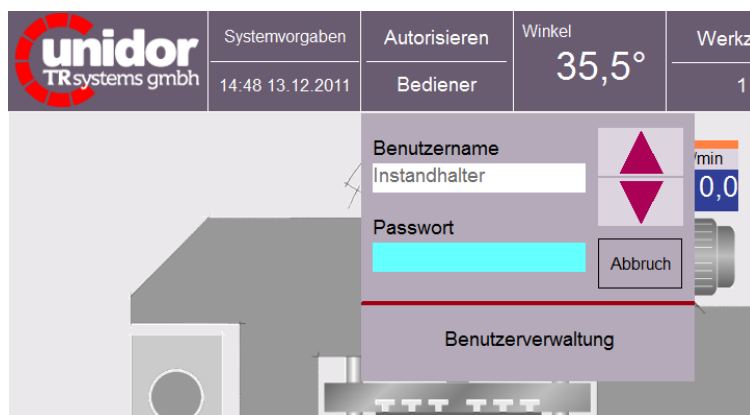 unidor
TRsystems gmbh
Systemvorgaben
14:48 13.12.2011
Autorisieren
Bediener
Winkel
35,5°
Werkz
1
Benutzername
Instandhalter
Passwort
Abbruch
/min
0,0
Benutzerverwaltung